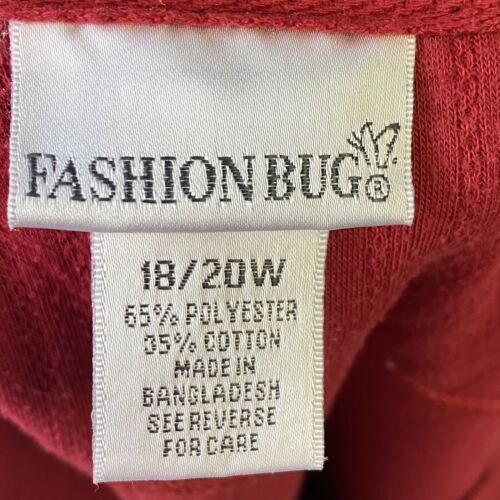 FASHION BUG®
18/20W
65% POLYESTER
35% COTTON
MADE IN
BANGLADESH
SEE REVERSE
FOR CARE